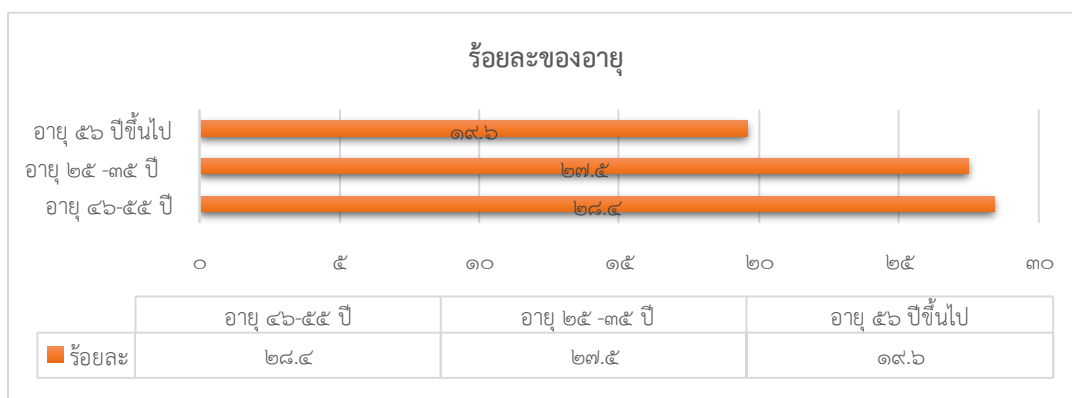 ร้อยละของอายุ
อายุ ๕๖ ปีขึ้นไป ๑๙.๖
อายุ ๒๕ -๓๕ ปี ๒๗.๕
อายุ ๔๖-๕๕ ปี ๒๘.๔
๐ ๕ ๑๐ ๑๕ ๒๐ ๒๕ ๓๐
อายุ ๔๖-๕๕ ปี อายุ ๒๕ -๓๕ ปี อายุ ๕๖ ปีขึ้นไป
ร้อยละ ๒๘.๔ ๒๗.๕ ๑๙.๖